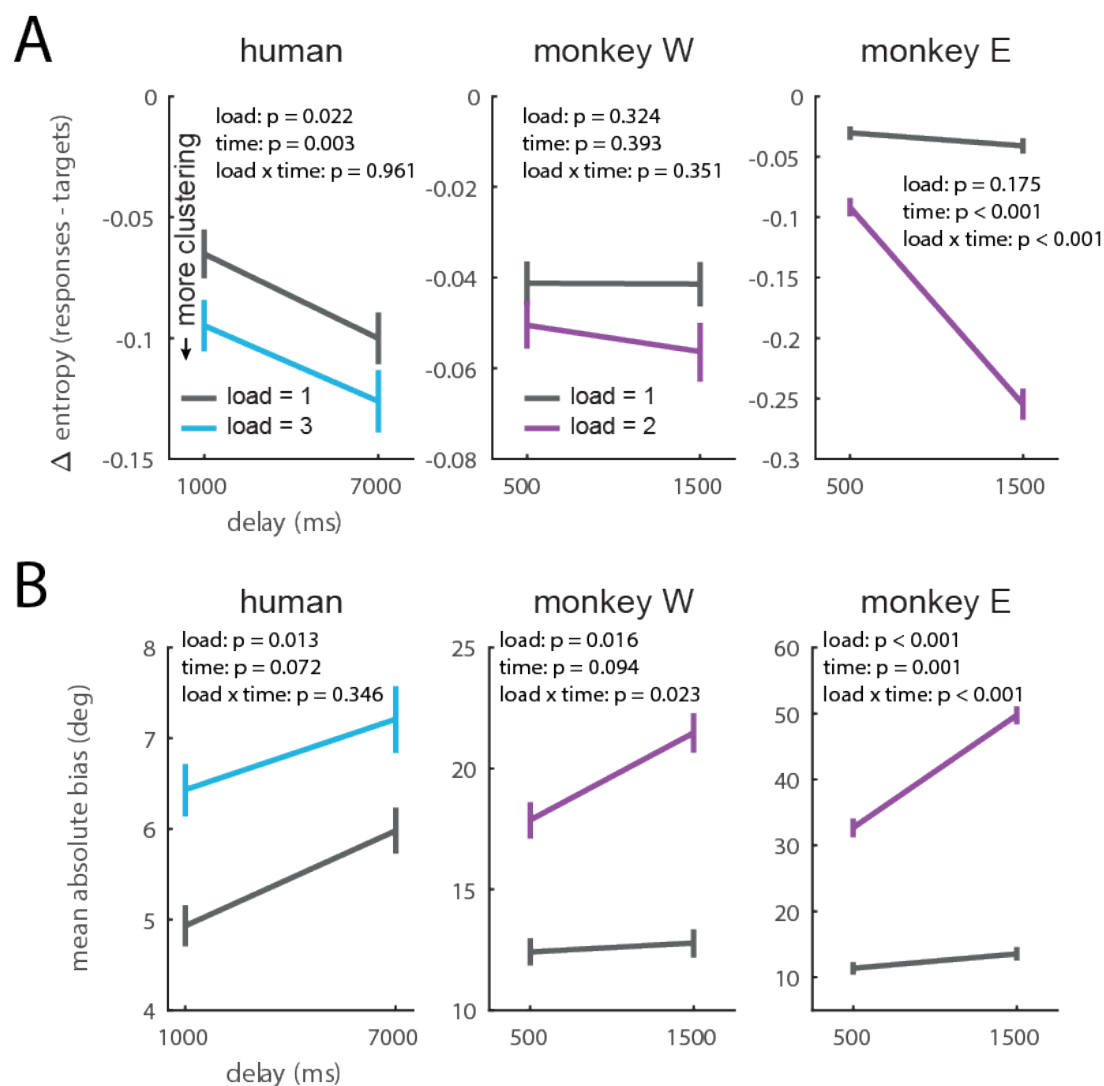 A
human
monkey W
monkey E
Δ entropy (responses - targets)
0
-0.05
-0.1
-0.15
load: p = 0.022
time: p = 0.003
load x time: p = 0.961
← more clustering
load = 1
load = 3
1000
7000
delay (ms)
0
-0.02
-0.04
-0.06
-0.08
load: p = 0.324
time: p = 0.393
load x time: p = 0.351
load = 1
load = 2
500
1500
0
-0.05
-0.1
-0.15
-0.2
-0.25
-0.3
load: p = 0.175
time: p < 0.001
load x time: p < 0.001
500
1500
B
human
monkey W
monkey E
mean absolute bias (deg)
8
7
6
5
4
load: p = 0.013
time: p = 0.072
load x time: p = 0.346
1000
7000
delay (ms)
25
20
15
10
load: p = 0.016
time: p = 0.094
load x time: p = 0.023
500
1500
60
50
40
30
20
10
load: p < 0.001
time: p = 0.001
load x time: p < 0.001
500
1500